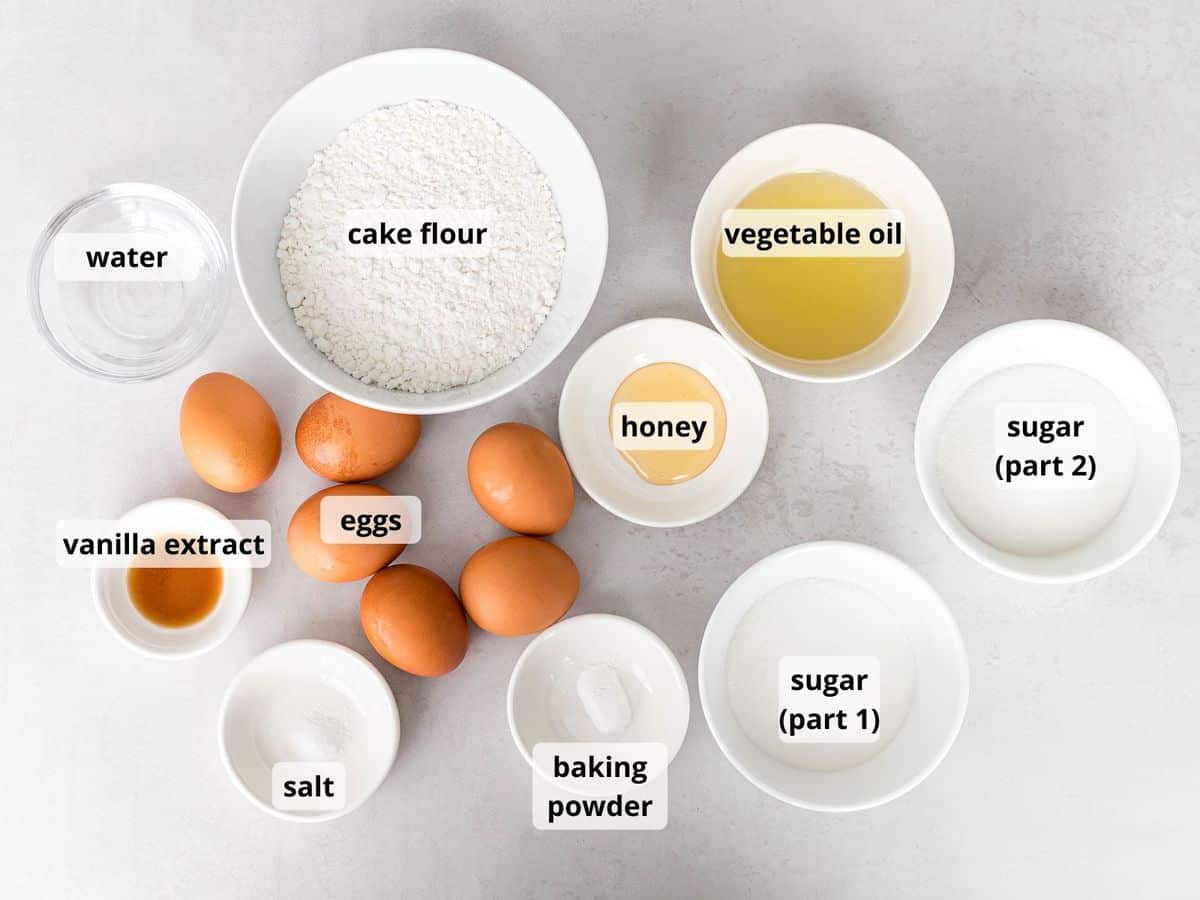 cake flour
vegetable oil
water
honey
sugar
(part 2)
eggs
vanilla extract
sugar
(part 1)
baking
powder
salt